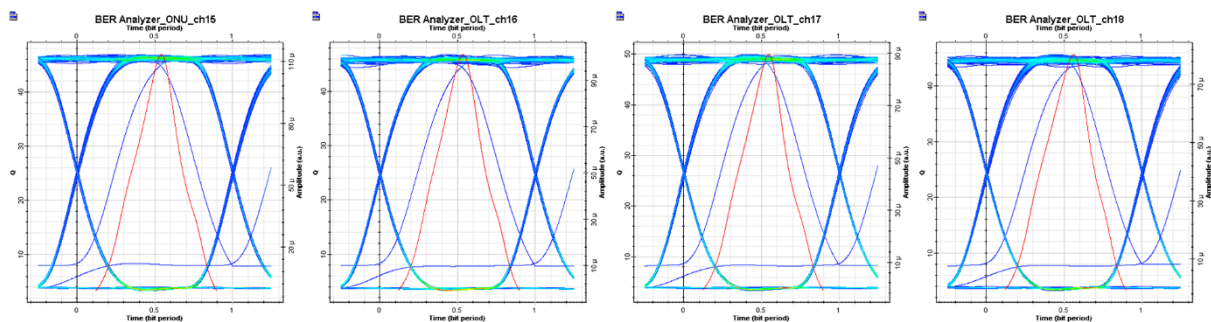 BER Analyzer_ONU_ch15
Time (bit period)
0 0.5 1
Q
40
30
20
10
Amplitude (a.u.)
110 µ
80 µ
50 µ
20 µ
0 0.5 1
Time (bit period)
BER Analyzer_OLT_ch16
Time (bit period)
0 0.5 1
Q
40
30
20
10
Amplitude (a.u.)
90 µ
70 µ
50 µ
30 µ
10 µ
0 0.5 1
Time (bit period)
BER Analyzer_OLT_ch17
Time (bit period)
0 0.5 1
Q
50
40
30
20
10
0
Amplitude (a.u.)
90 µ
70 µ
50 µ
30 µ
10 µ
0 0.5 1
Time (bit period)
BER Analyzer_OLT_ch18
Time (bit period)
0 0.5 1
Q
40
30
20
10
Amplitude (a.u.)
70 µ
40 µ
10 µ
0 0.5 1
Time (bit period)